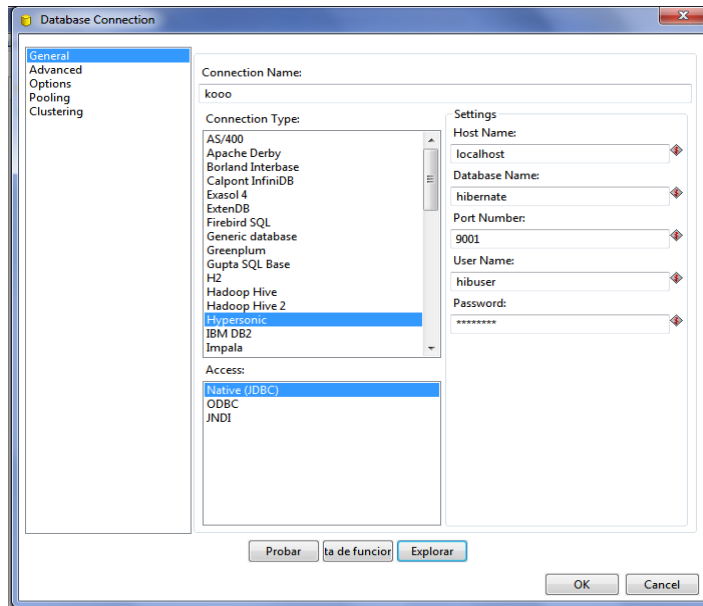 Database Connection
General
Advanced
Options
Pooling
Clustering
Connection Name:
kooo
Connection Type:
AS/400
Apache Derby
Borland Interbase
Calpont InfiniDB
Exasol 4
ExtenDB
Firebird SQL
Generic database
Greenplum
Gupta SQL Base
H2
Hadoop Hive
Hadoop Hive 2
Hypersonic
IBM DB2
Impala
Access:
Native (JDBC)
ODBC
JNDI
Settings
Host Name:
localhost
Database Name:
hibernate
Port Number:
9001
User Name:
hibuser
Password:
********
Probar
ta de funcior
Explorar
OK
Cancel